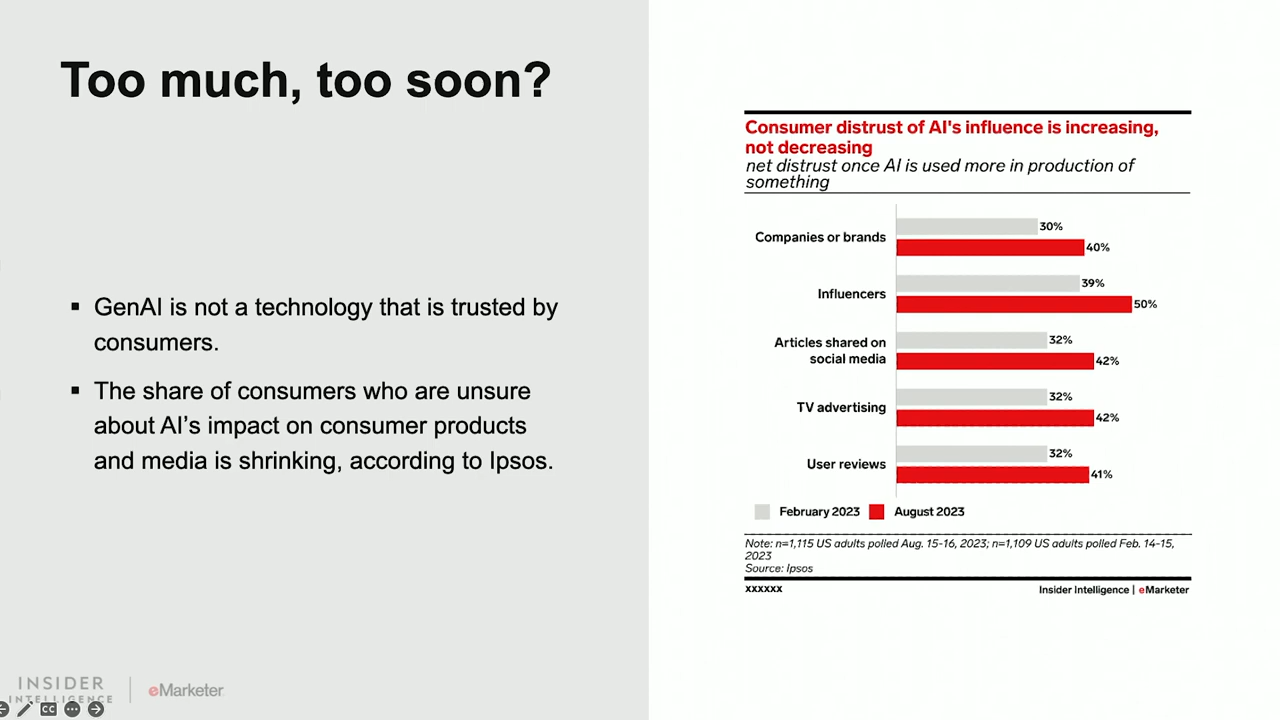 Too much, too soon?
▪ GenAI is not a technology that is trusted by
consumers.
▪ The share of consumers who are unsure
about AI's impact on consumer products
and media is shrinking, according to Ipsos.
INSIDER
INTELLIGENCE
eMarketer
CC
Consumer distrust of AI's influence is increasing,
not decreasing
net distrust once AI is used more in production of
something
Companies or brands
30%
40%
Influencers
39%
50%
Articles shared on
social media
32%
42%
TV advertising
32%
42%
User reviews
32%
41%
February 2023
August 2023
Note: n=1,115 US adults polled Aug. 15-16, 2023; n=1,109 US adults polled Feb. 14-15,
2023
Source: Ipsos
xxxxxx
Insider Intelligence | eMarketer